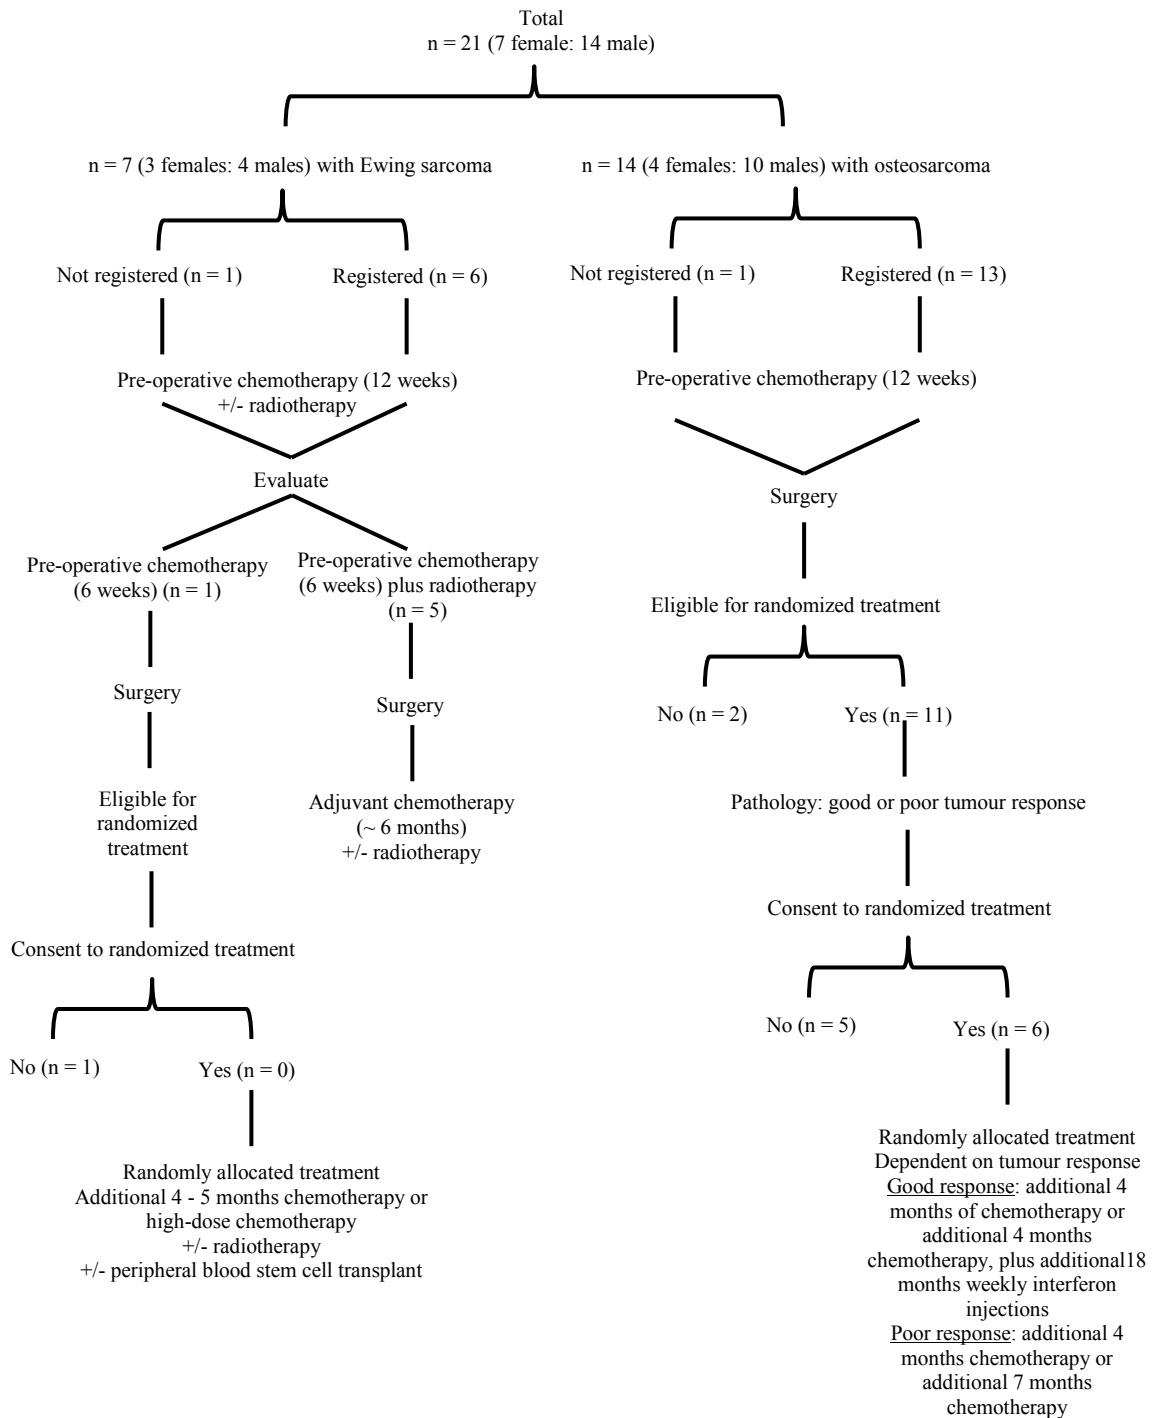 Total
n = 21 (7 female: 14 male)
n = 7 (3 females: 4 males) with Ewing sarcoma
n = 14 (4 females: 10 males) with osteosarcoma
Not registered (n = 1)
Registered (n = 6)
Not registered (n = 1)
Registered (n = 13)
Pre-operative chemotherapy (12 weeks)
+/- radiotherapy
Pre-operative chemotherapy (12 weeks)
Evaluate
Surgery
Pre-operative chemotherapy
(6 weeks) (n = 1)
Pre-operative chemotherapy
(6 weeks) plus radiotherapy
(n = 5)
Eligible for randomized treatment
Surgery
Surgery
No (n = 2)
Yes (n = 11)
Eligible for
randomized
treatment
Adjuvant chemotherapy
(~ 6 months)
+/- radiotherapy
Pathology: good or poor tumour response
Consent to randomized treatment
Consent to randomized treatment
No (n = 5)
Yes (n = 6)
No (n = 1)
Yes (n = 0)
Randomly allocated treatment
Additional 4 - 5 months chemotherapy or
high-dose chemotherapy
+/- radiotherapy
+/- peripheral blood stem cell transplant
Randomly allocated treatment
Dependent on tumour response
Good response: additional 4
months of chemotherapy or
additional 4 months
chemotherapy, plus additional18
months weekly interferon
injections
Poor response: additional 4
months chemotherapy or
additional 7 months
chemotherapy